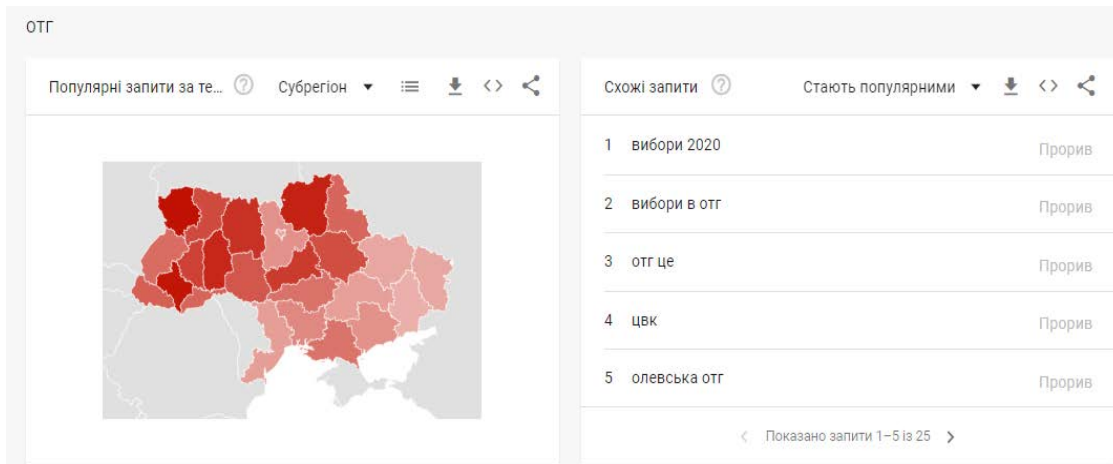 ОТГ
Популярні запити за те... Субрегіон
Схожі запити Стають популярними
1 вибори 2020 Прорив
2 вибори в отг Прорив
3 отг це Прорив
4 цвк Прорив
5 олевська отг Прорив
Показано запити 1–5 із 25